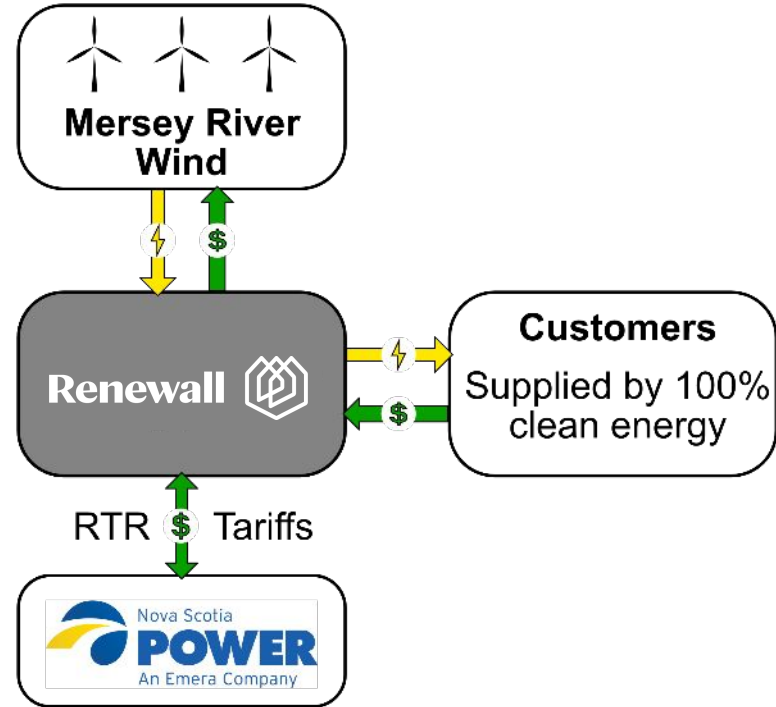 Mersey River
Wind
$
Renewall
Customers
Supplied by 100%
clean energy
$
RTR $ Tariffs
Nova Scotia
POWER
An Emera Company